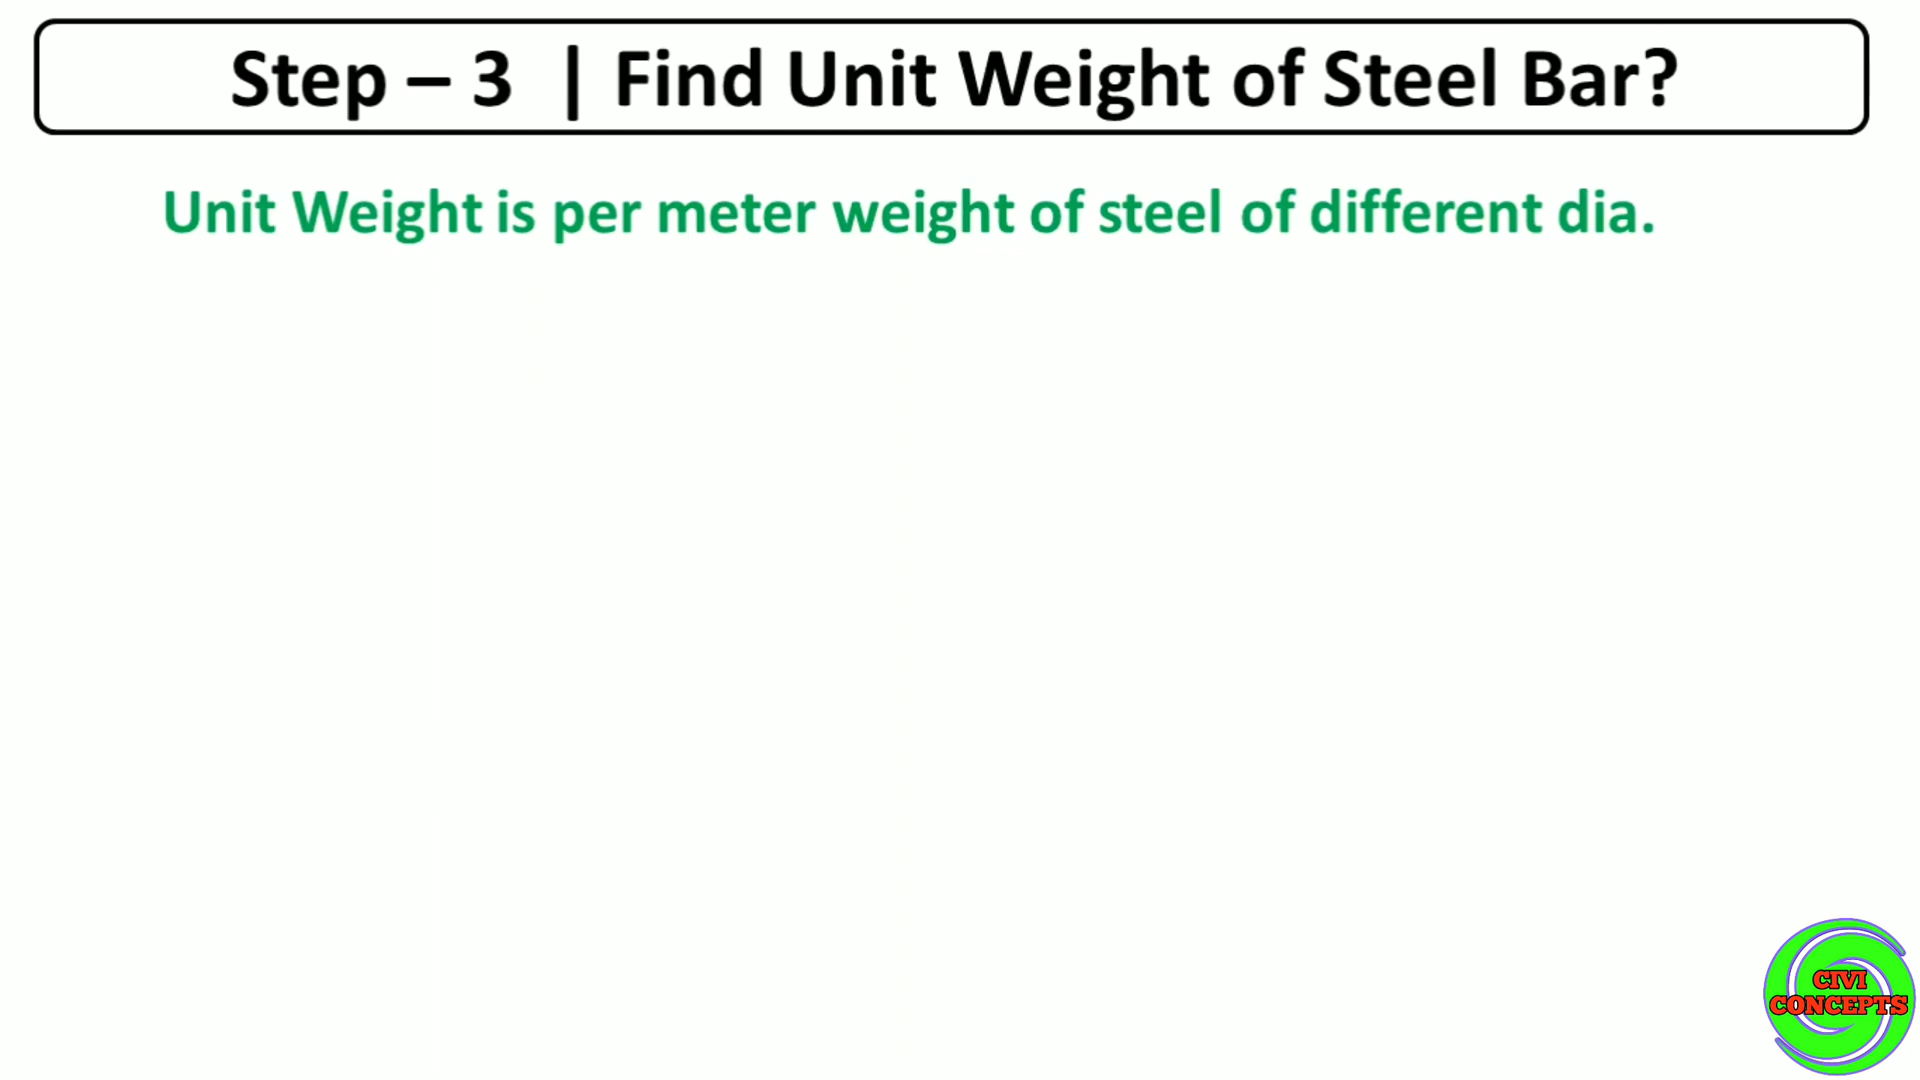 Step – 3 | Find Unit Weight of Steel Bar?
Unit Weight is per meter weight of steel of different dia.
CIVI
CONCEPTS